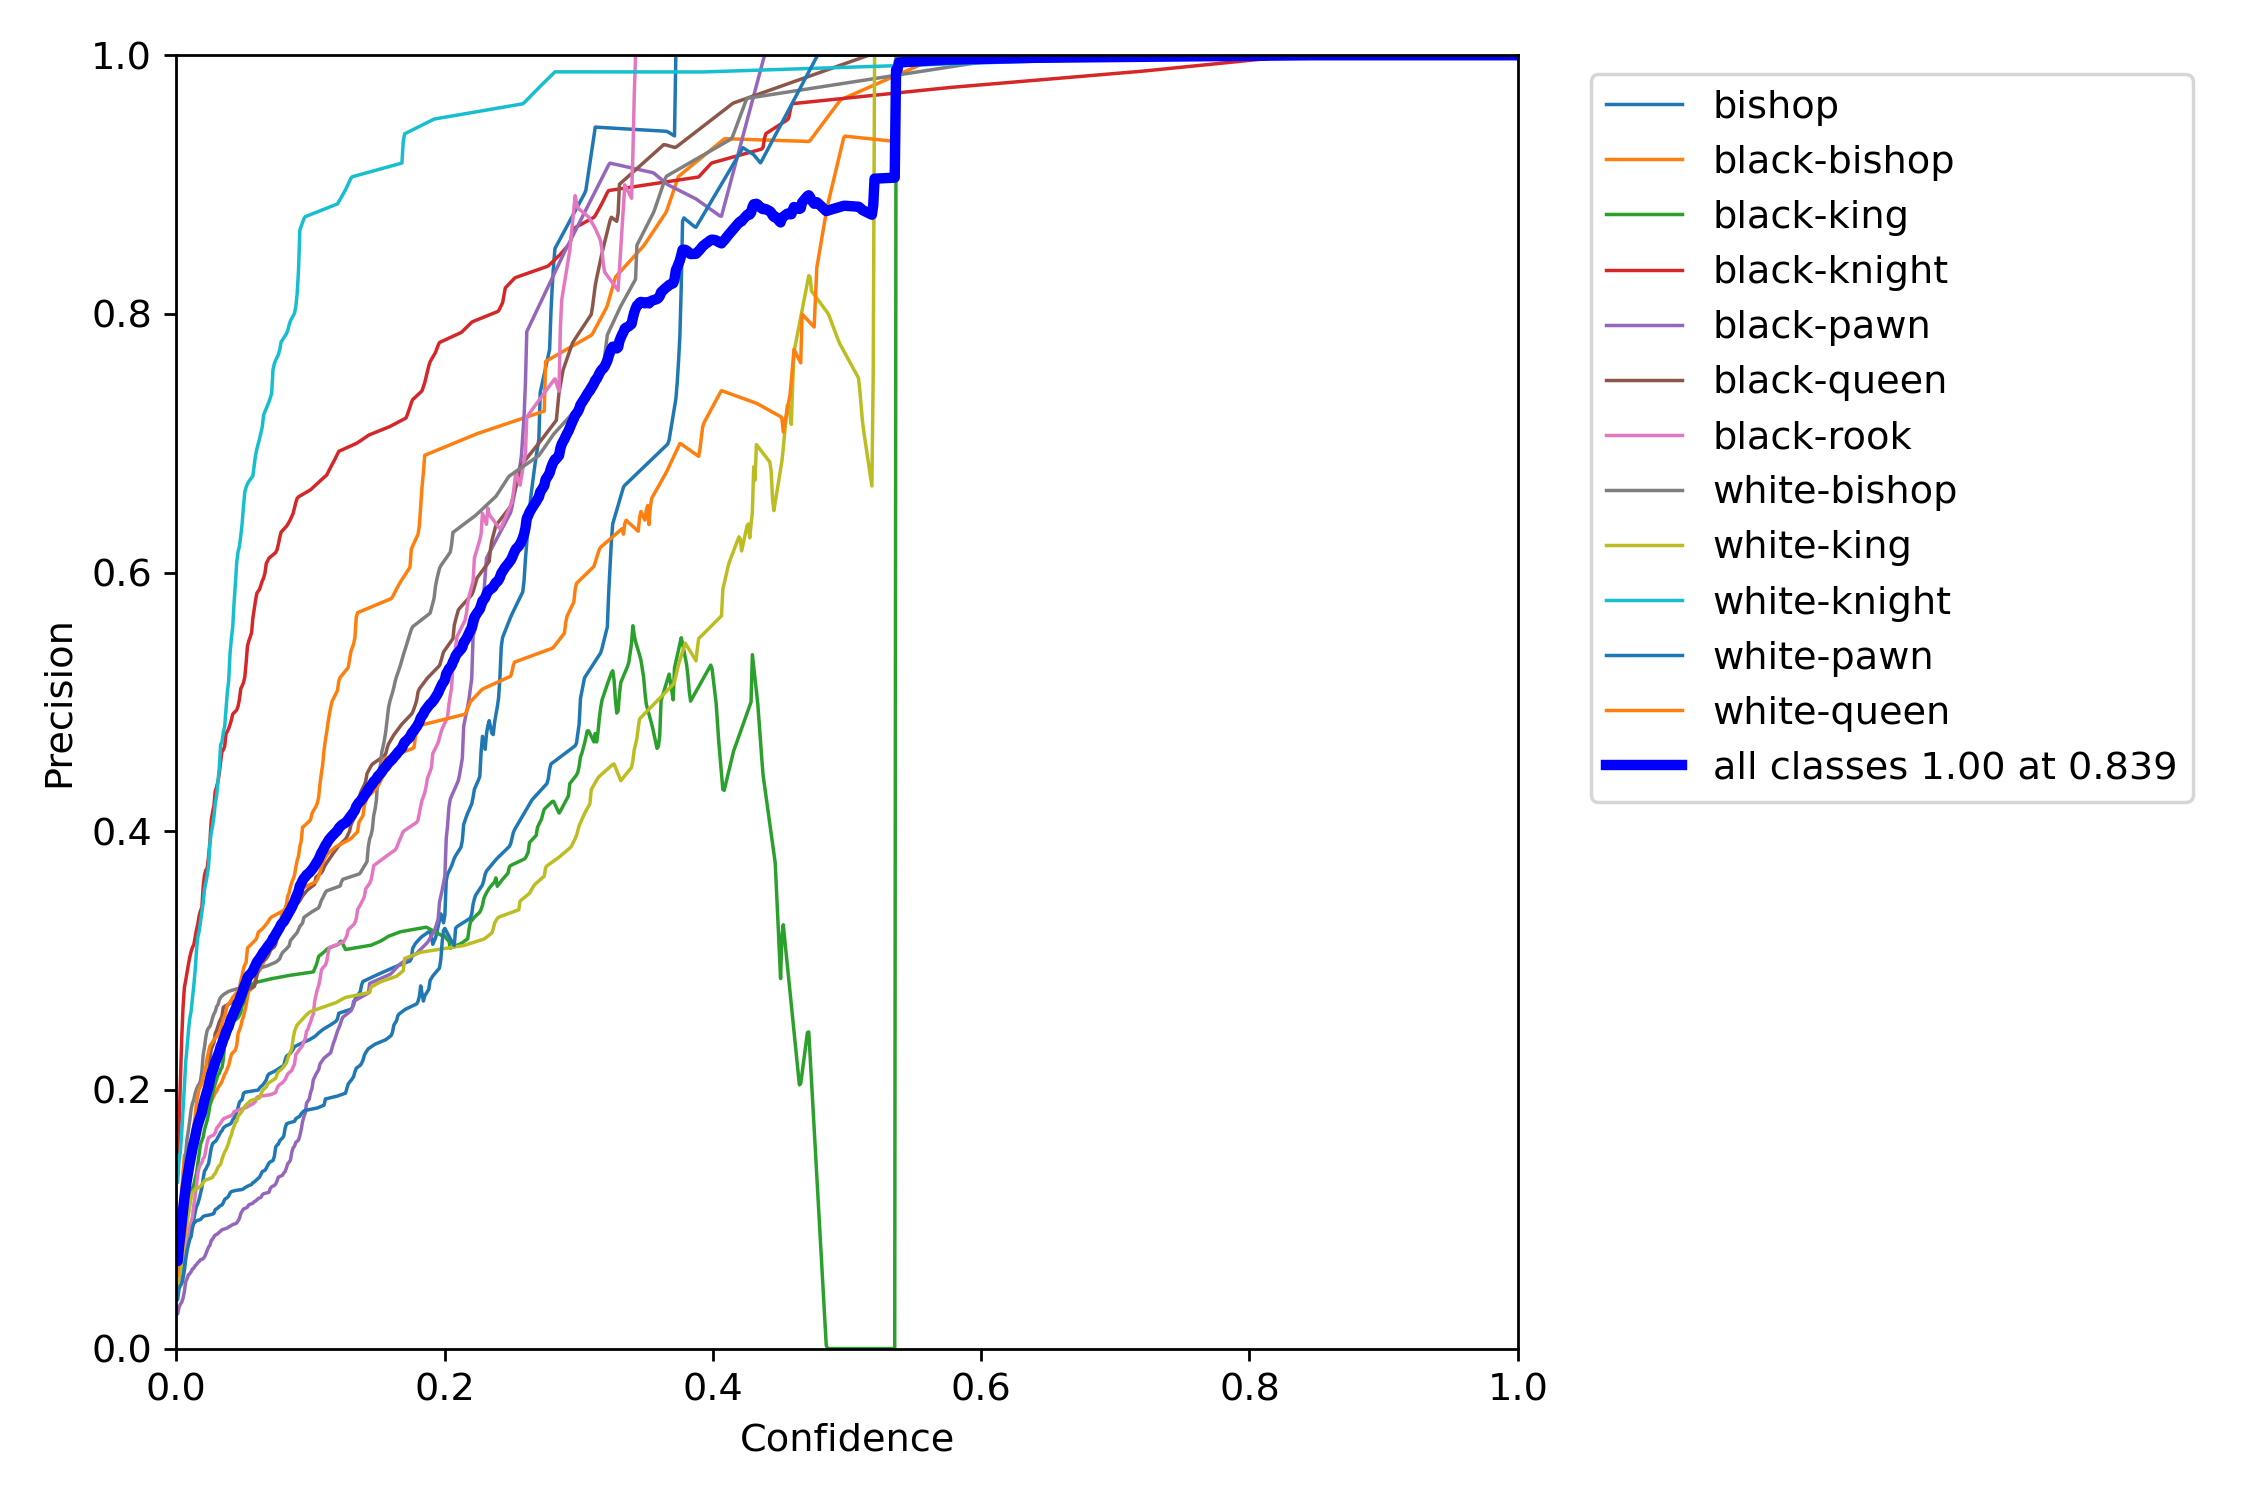 1.0
0.8
0.6
0.4
0.2
0.0
Precision
0.0 0.2 0.4 0.6 0.8 1.0
Confidence
bishop
black-bishop
black-king
black-knight
black-pawn
black-queen
black-rook
white-bishop
white-king
white-knight
white-pawn
white-queen
all classes 1.00 at 0.839